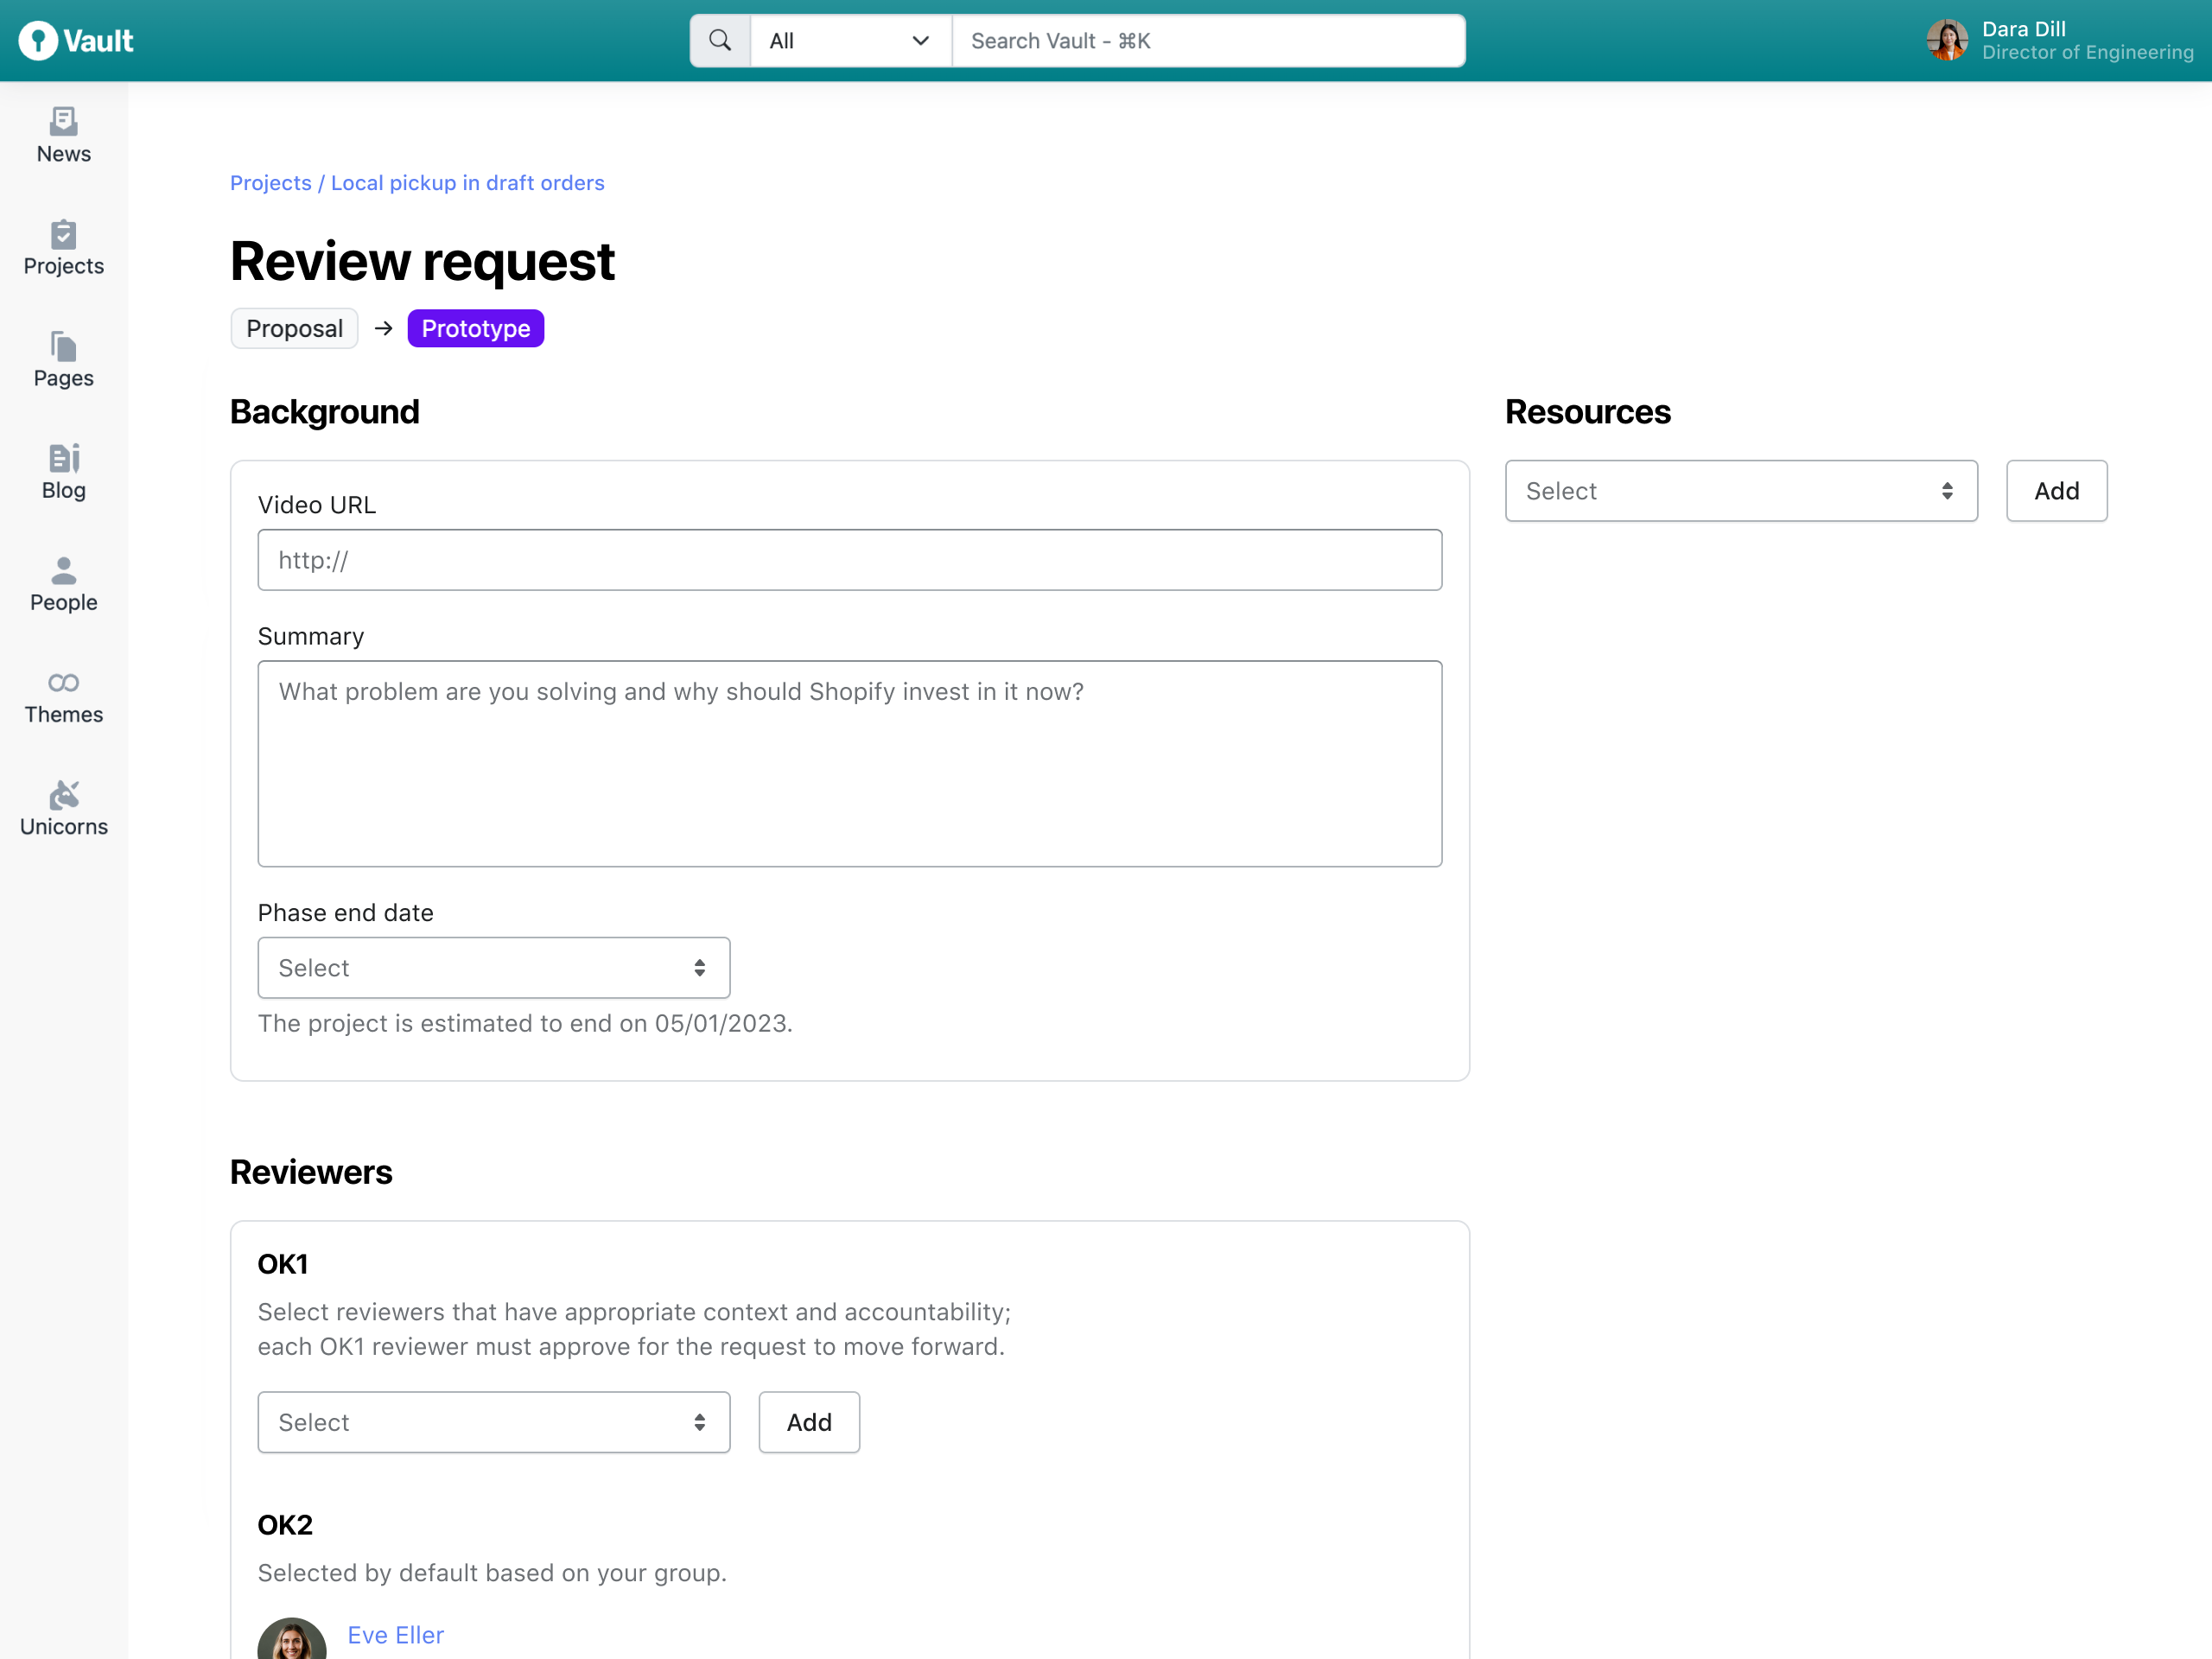 Vault
All
Search Vault - ⌘K
Dara Dill
Director of Engineering
News
Projects
Pages
Blog
People
Themes
Unicorns
Projects / Local pickup in draft orders
Review request
Proposal → Prototype
Background
Video URL
http://
Summary
What problem are you solving and why should Shopify invest in it now?
Phase end date
Select
The project is estimated to end on 05/01/2023.
Resources
Select
Add
Reviewers
OK1
Select reviewers that have appropriate context and accountability;
each OK1 reviewer must approve for the request to move forward.
Select
Add
OK2
Selected by default based on your group.
Eve Eller